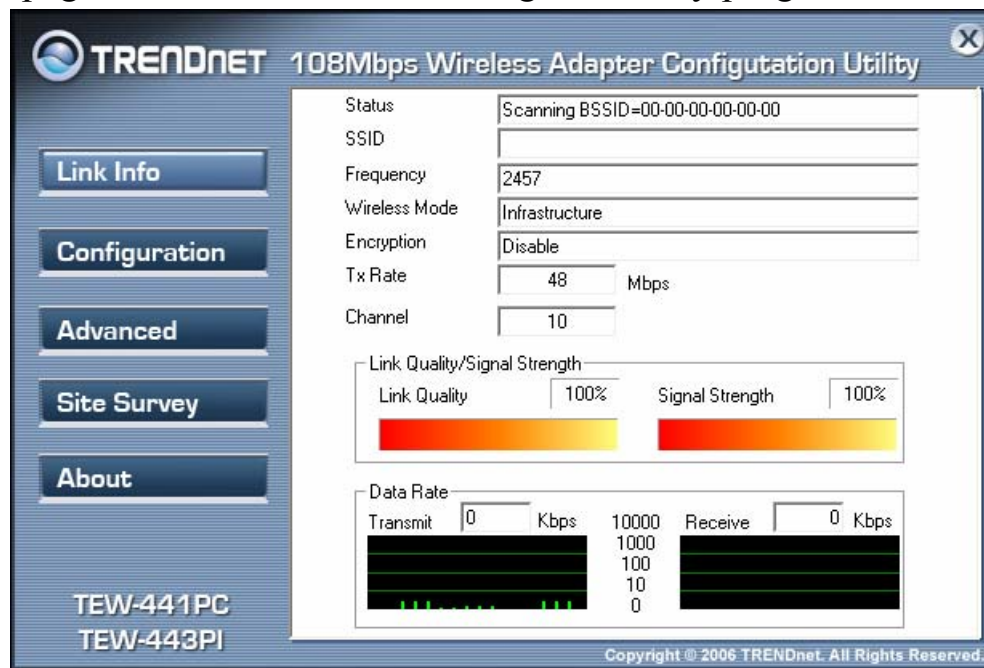 TRENDNET 108Mbps Wireless Adapter Configutation Utility
X
Link Info
Configuration
Advanced
Site Survey
About
TEW-441PC
TEW-443PI
Status Scanning BSSID=00-00-00-00-00-00
SSID
Frequency 2457
Wireless Mode Infrastructure
Encryption Disable
Tx Rate 48 Mbps
Channel 10
Link Quality/Signal Strength
Link Quality 100% Signal Strength 100%
Data Rate
Transmit 0 Kbps 10000 Receive 0 Kbps
1000
100
10
0
Copyright © 2006 TRENDnet. All Rights Reserved.